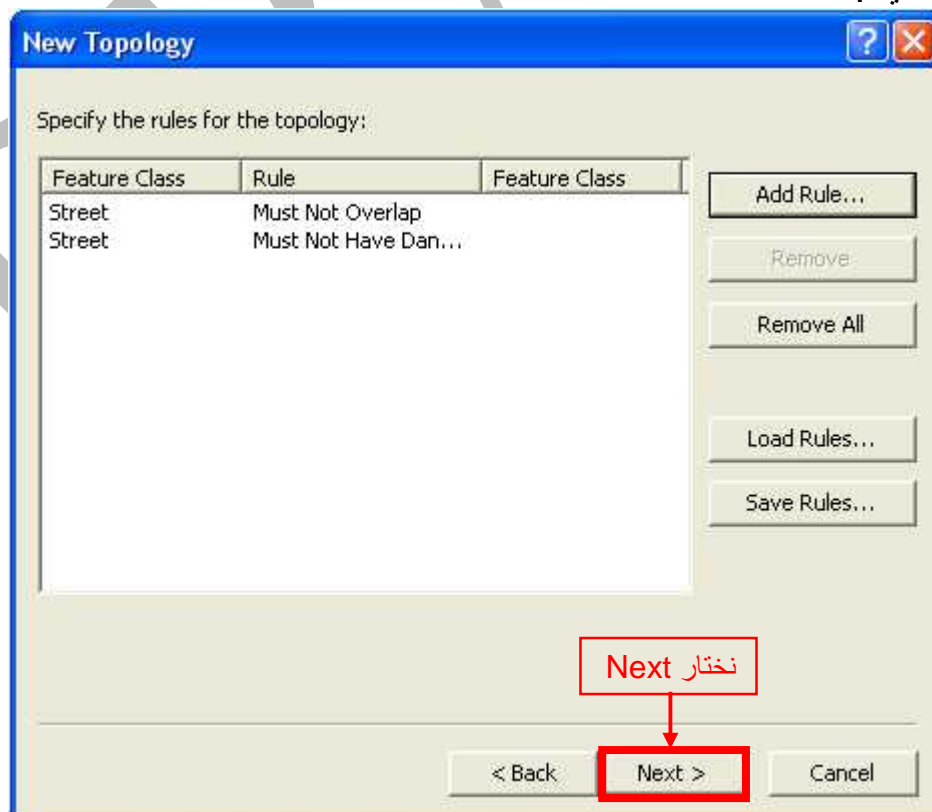 New Topology
Specify the rules for the topology:
Feature Class Rule Feature Class
Street Must Not Overlap
Street Must Not Have Dan...
Add Rule...
Remove
Remove All
Load Rules...
Save Rules...
نختار Next
< Back Next > Cancel